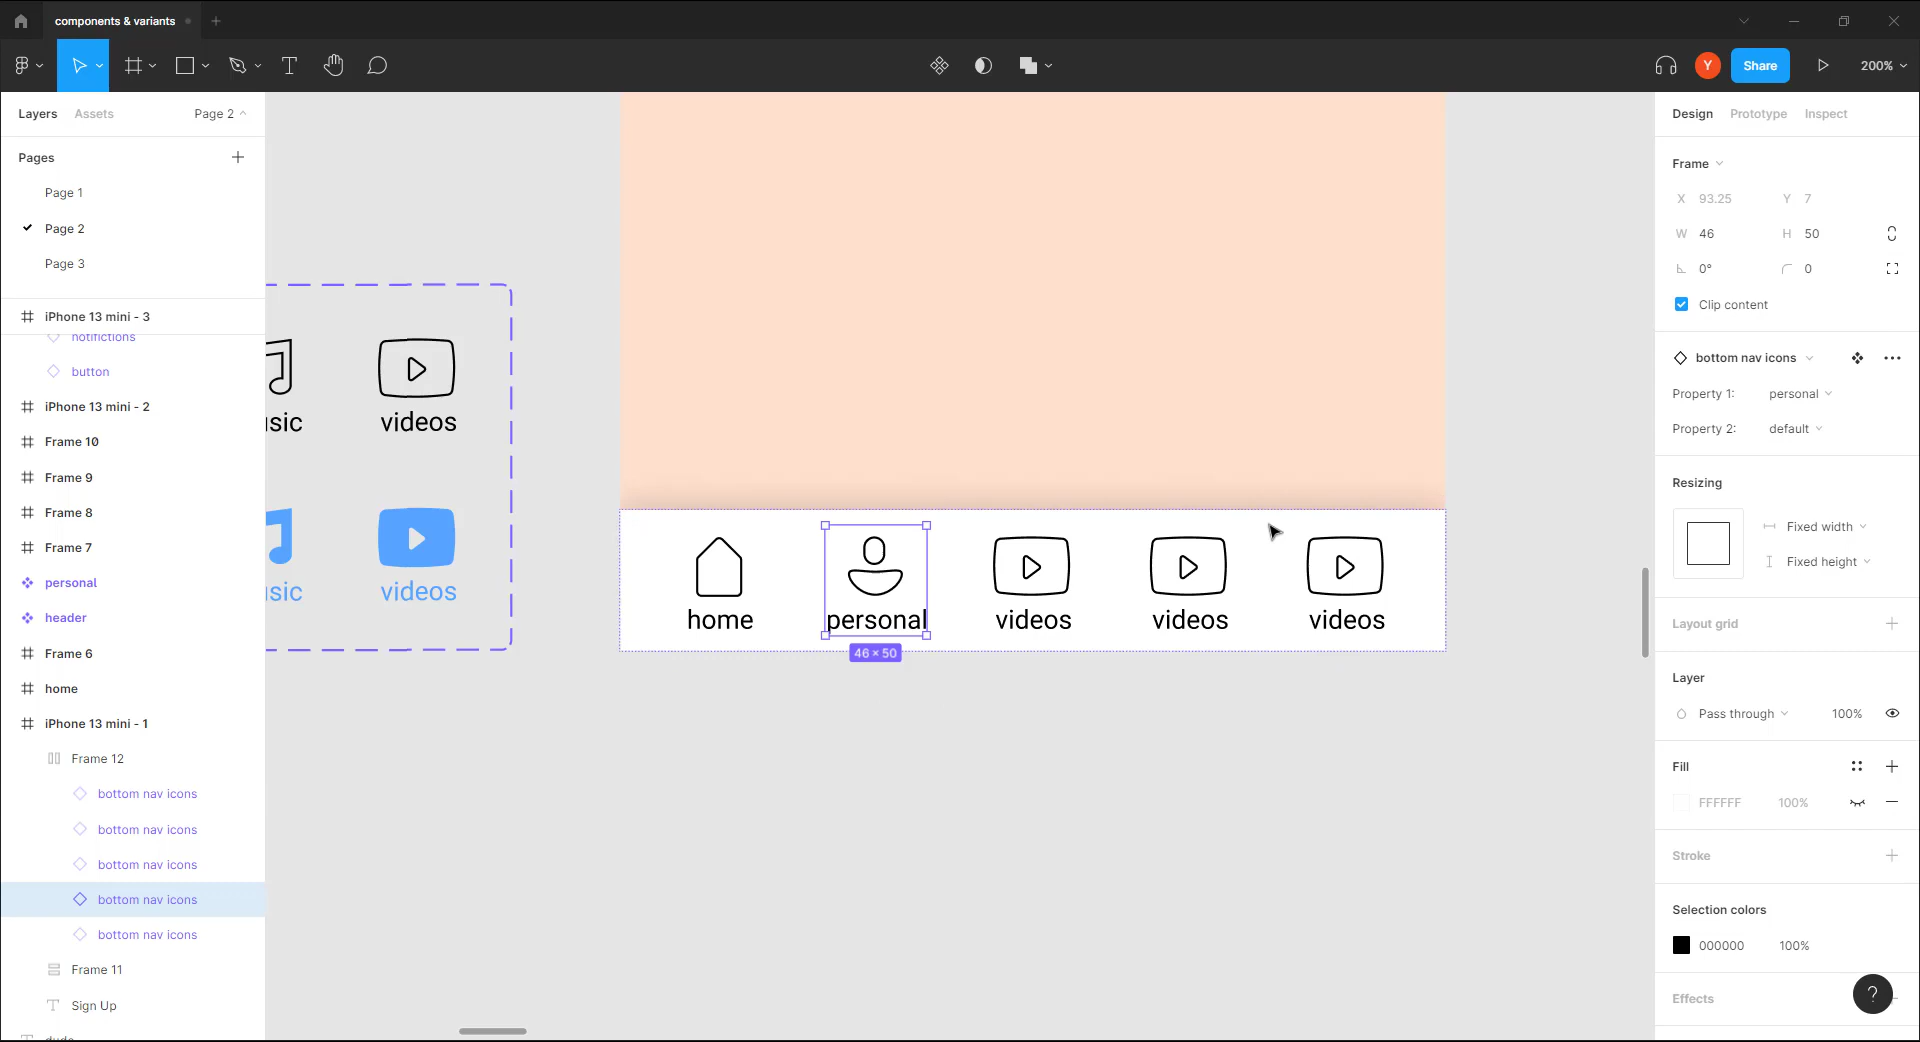 components & variants
Y
Share
200%
Layers
Assets
Page 2
Pages
Page 1
Page 2
Page 3
iPhone 13 mini - 3
notifictions
button
iPhone 13 mini - 2
Frame 10
Frame 9
Frame 8
Frame 7
personal
header
Frame 6
home
iPhone 13 mini - 1
Frame 12
bottom nav icons
bottom nav icons
bottom nav icons
bottom nav icons
bottom nav icons
Frame 11
Sign Up
usic
videos
usic
videos
home
personal
videos
videos
videos
46 × 50
Design
Prototype
Inspect
Frame
X 93.25
Y 7
W 46
H 50
0°
0
Clip content
bottom nav icons
Property 1:
personal
Property 2:
default
Resizing
Fixed width
Fixed height
Layout grid
Layer
Pass through
100%
Fill
FFFFFF
100%
Stroke
Selection colors
000000
100%
Effects
?